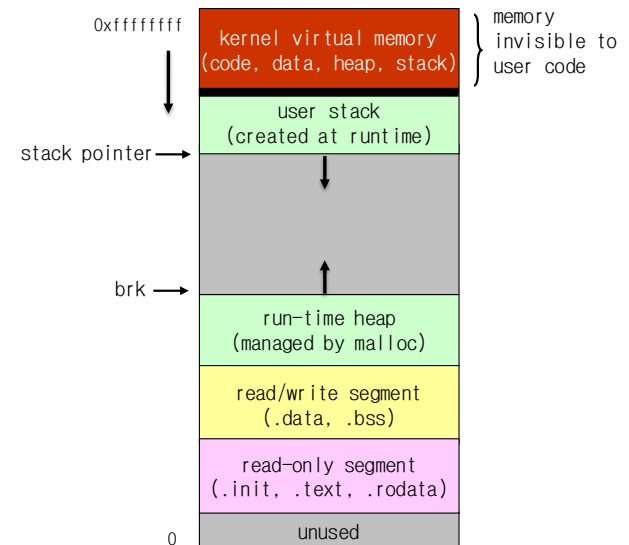 0xffffffff
kernel virtual memory
(code, data, heap, stack)
memory
invisible to
user code
user stack
(created at runtime)
stack pointer
brk
run-time heap
(managed by malloc)
read/write segment
(.data, .bss)
read-only segment
(.init, .text, .rodata)
unused
0